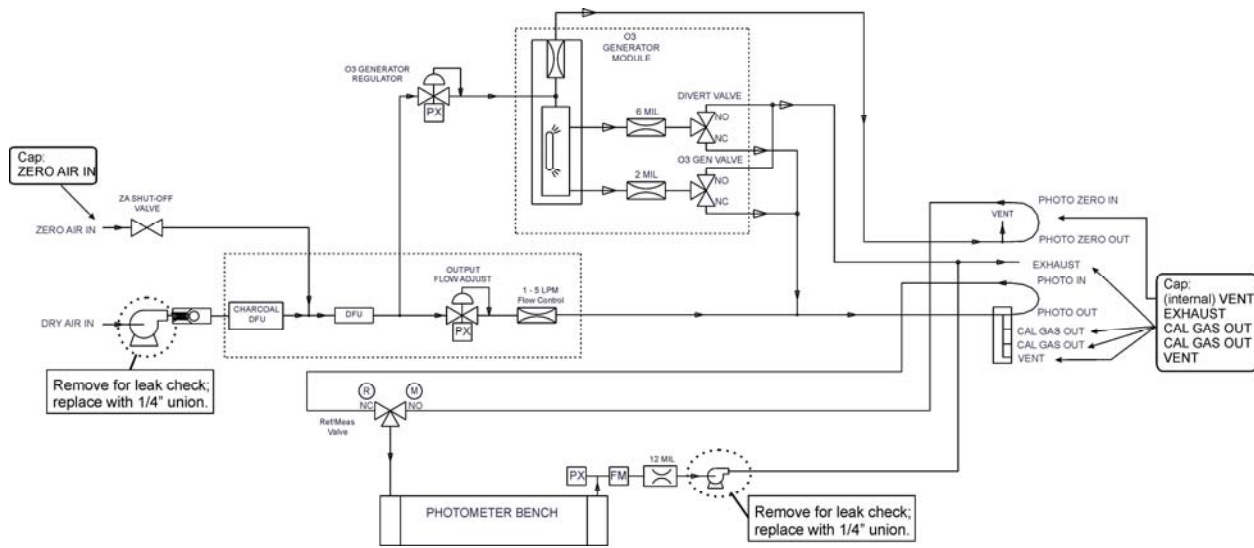 O3
GENERATOR
MODULE
O3 GENERATOR
REGULATOR
PX
6 MIL
DIVERT VALVE
NO
NC
O3 GEN VALVE
2 MIL
NO
NC
Cap:
ZERO AIR IN
ZA SHUT-OFF
VALVE
ZERO AIR IN
PHOTO ZERO IN
VENT
PHOTO ZERO OUT
EXHAUST
PHOTO IN
PHOTO OUT
CAL GAS OUT
CAL GAS OUT
VENT
Cap:
(internal) VENT
EXHAUST
CAL GAS OUT
CAL GAS OUT
VENT
OUTPUT
FLOW ADJUST
PX
1 - 5 LPM
Flow Control
CHARCOAL
DFU
DFU
DRY AIR IN
Remove for leak check;
replace with 1/4" union.
R
M
NC
NO
Ref/Meas
Valve
PX
FM
12 MIL
PHOTOMETER BENCH
Remove for leak check;
replace with 1/4" union.